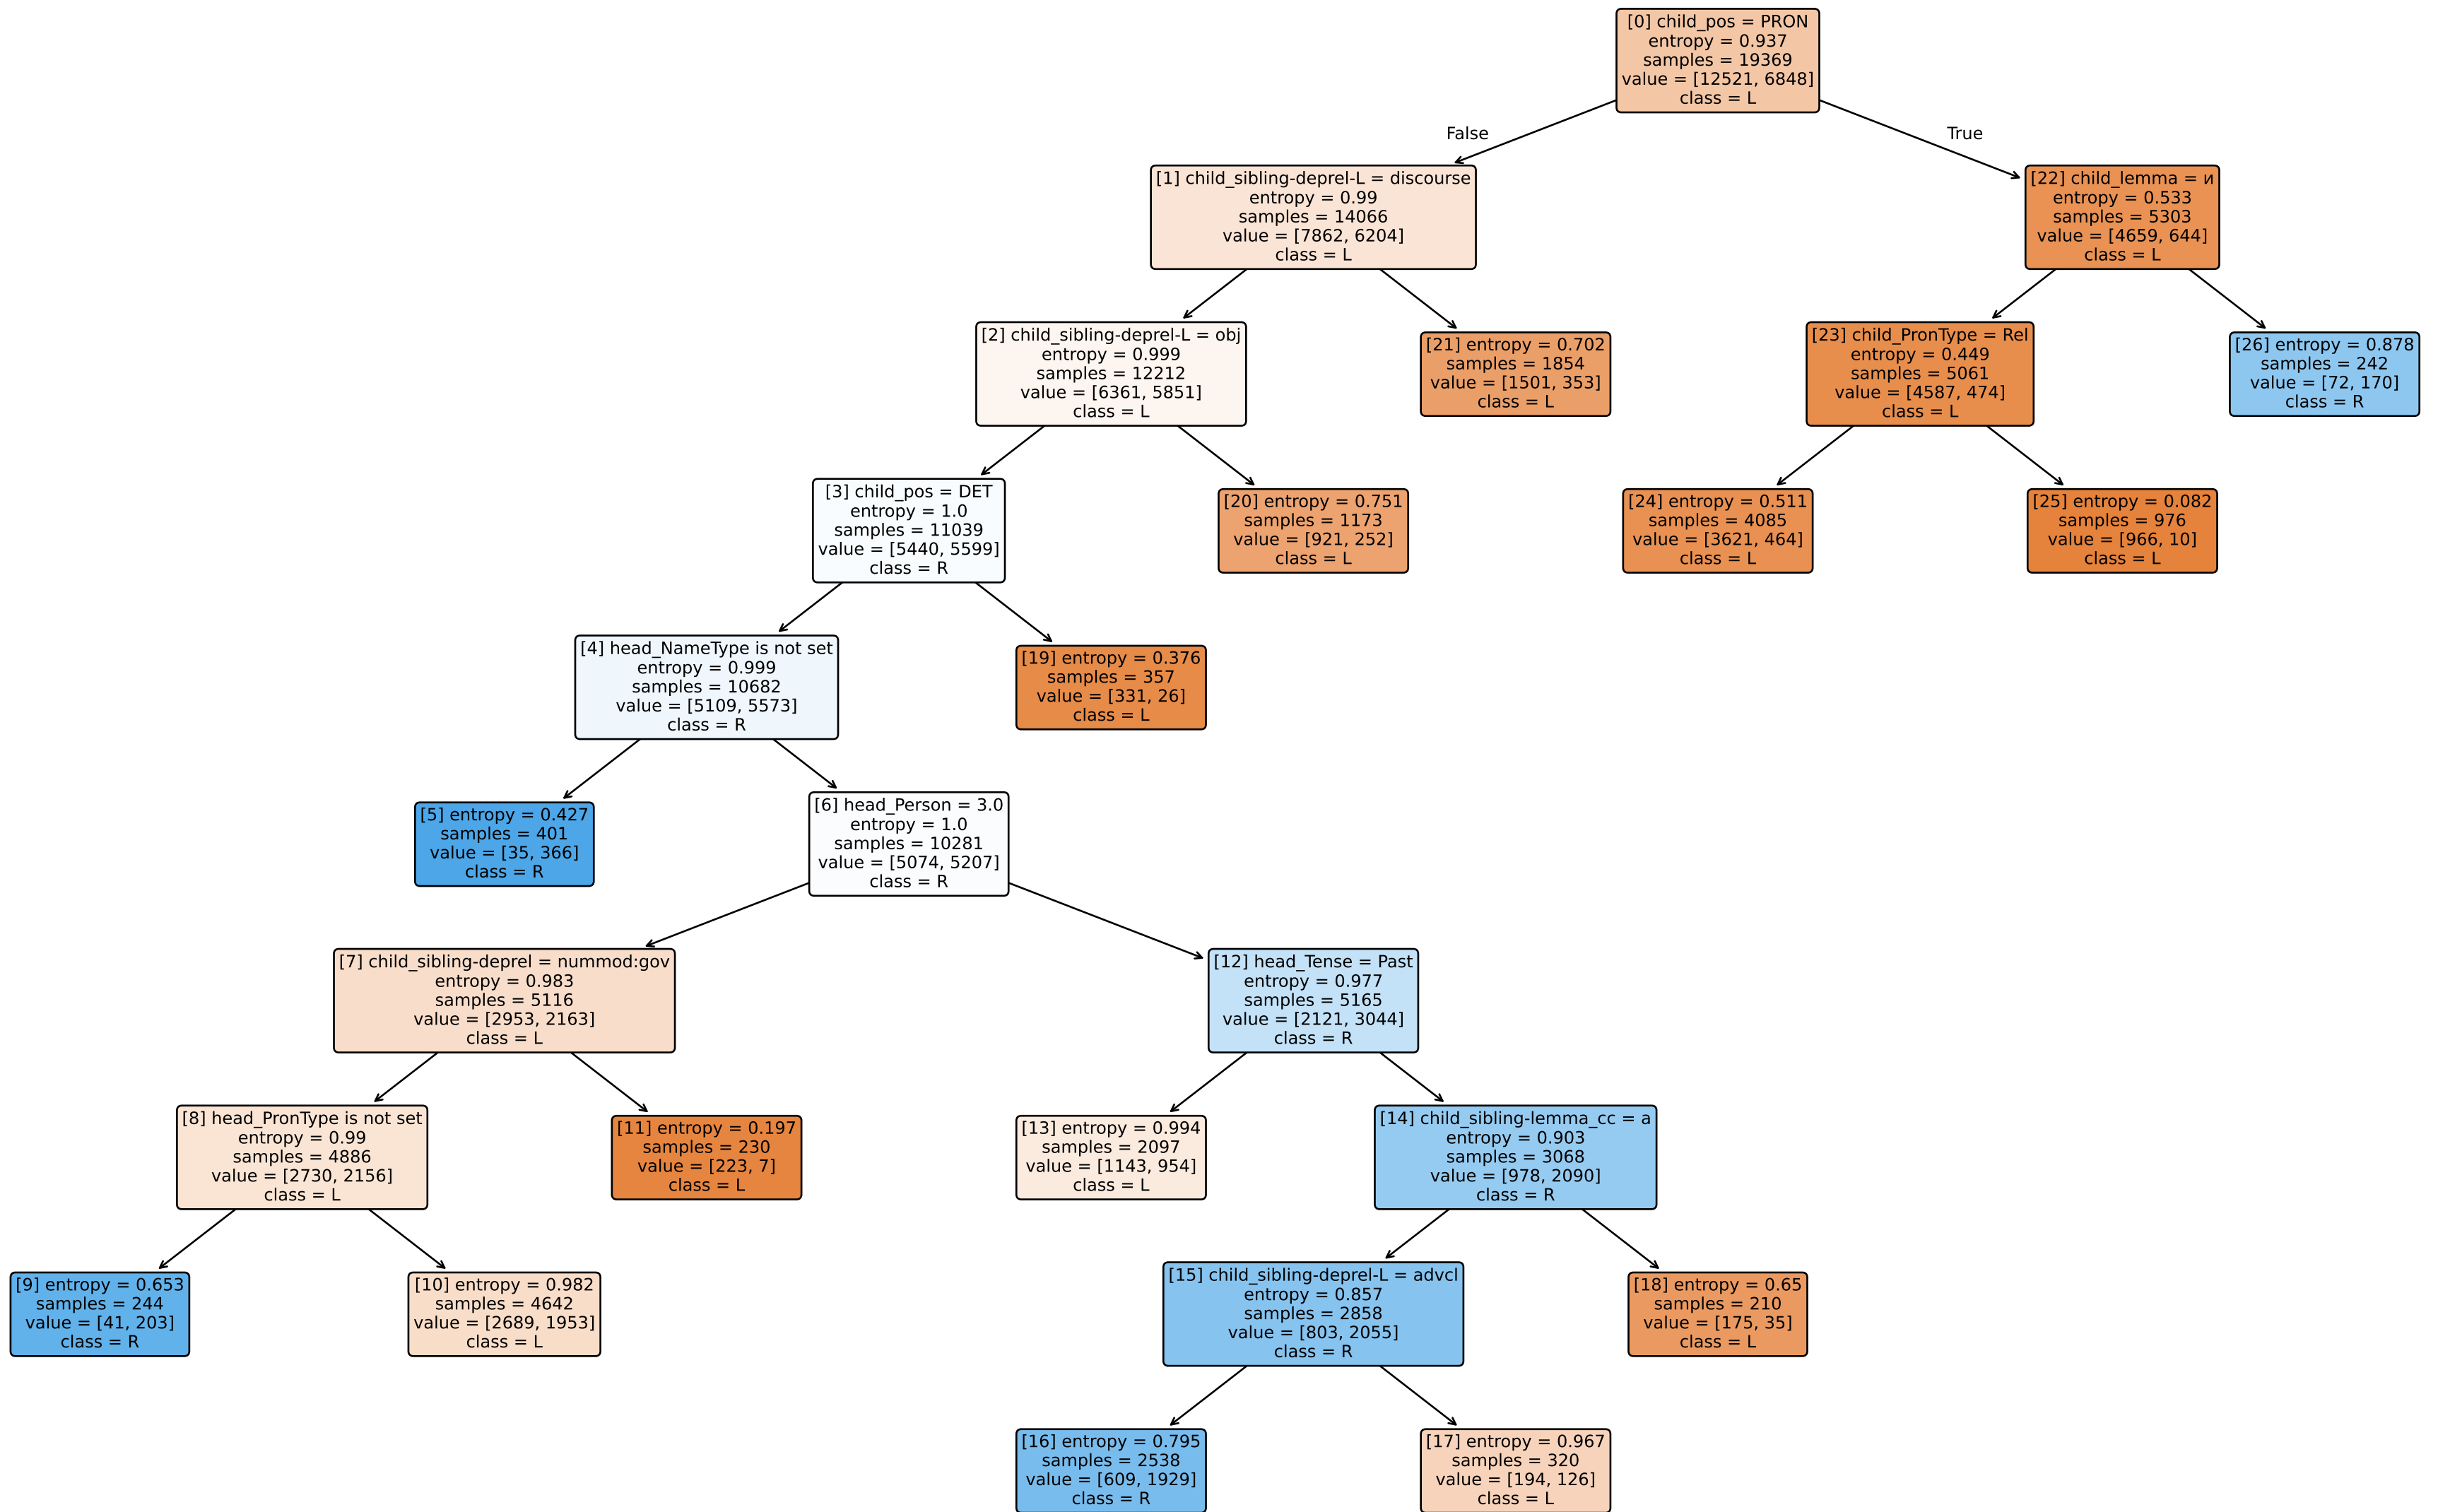 [0] child_pos = PRON
entropy = 0.937
samples = 19369
value = [12521, 6848]
class = L
False
True
[1] child_sibling-deprel-L = discourse
entropy = 0.99
samples = 14066
value = [7862, 6204]
class = L
[22] child_lemma = и
entropy = 0.533
samples = 5303
value = [4659, 644]
class = L
[2] child_sibling-deprel-L = obj
entropy = 0.999
samples = 12212
value = [6361, 5851]
class = L
[21] entropy = 0.702
samples = 1854
value = [1501, 353]
class = L
[23] child_PronType = Rel
entropy = 0.449
samples = 5061
value = [4587, 474]
class = L
[26] entropy = 0.878
samples = 242
value = [72, 170]
class = R
[3] child_pos = DET
entropy = 1.0
samples = 11039
value = [5440, 5599]
class = R
[20] entropy = 0.751
samples = 1173
value = [921, 252]
class = L
[24] entropy = 0.511
samples = 4085
value = [3621, 464]
class = L
[25] entropy = 0.082
samples = 976
value = [966, 10]
class = L
[4] head_NameType is not set
entropy = 0.999
samples = 10682
value = [5109, 5573]
class = R
[19] entropy = 0.376
samples = 357
value = [331, 26]
class = L
[5] entropy = 0.427
samples = 401
value = [35, 366]
class = R
[6] head_Person = 3.0
entropy = 1.0
samples = 10281
value = [5074, 5207]
class = R
[7] child_sibling-deprel = nummod:gov
entropy = 0.983
samples = 5116
value = [2953, 2163]
class = L
[12] head_Tense = Past
entropy = 0.977
samples = 5165
value = [2121, 3044]
class = R
[8] head_PronType is not set
entropy = 0.99
samples = 4886
value = [2730, 2156]
class = L
[11] entropy = 0.197
samples = 230
value = [223, 7]
class = L
[13] entropy = 0.994
samples = 2097
value = [1143, 954]
class = L
[14] child_sibling-lemma_cc = а
entropy = 0.903
samples = 3068
value = [978, 2090]
class = R
[9] entropy = 0.653
samples = 244
value = [41, 203]
class = R
[10] entropy = 0.982
samples = 4642
value = [2689, 1953]
class = L
[15] child_sibling-deprel-L = advcl
entropy = 0.857
samples = 2858
value = [803, 2055]
class = R
[18] entropy = 0.65
samples = 210
value = [175, 35]
class = L
[16] entropy = 0.795
samples = 2538
value = [609, 1929]
class = R
[17] entropy = 0.967
samples = 320
value = [194, 126]
class = L